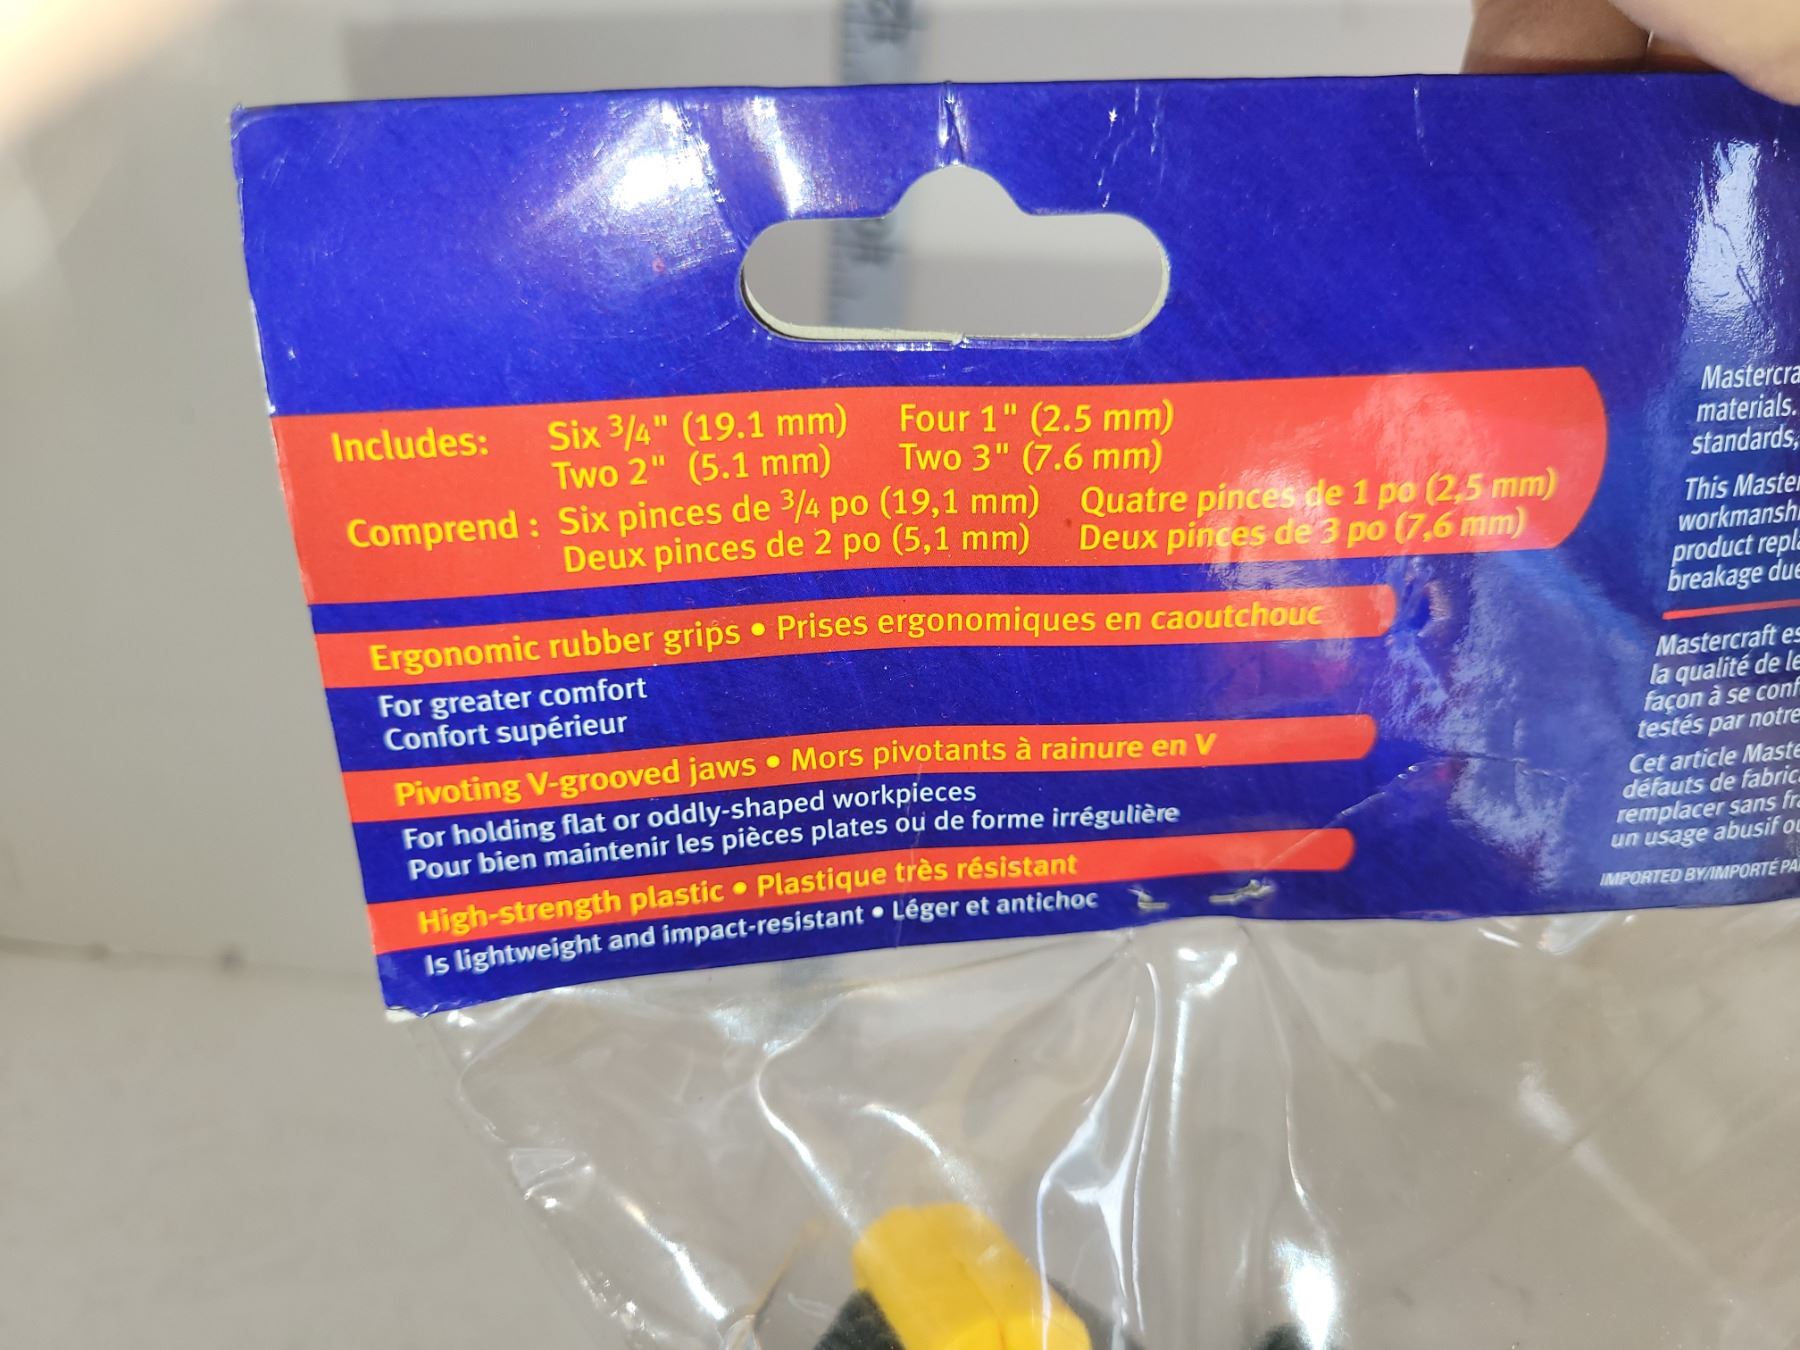 Includes: Six 3/4" (19.1 mm) Four 1" (2.5 mm)
Two 2" (5.1 mm) Two 3" (7.6 mm)
Comprend : Six pinces de 3/4 po (19,1 mm) Quatre pinces de 1 po (2,5 mm)
Deux pinces de 2 po (5,1 mm) Deux pinces de 3 po (7,6 mm)
Ergonomic rubber grips • Prises ergonomiques en caoutchouc
For greater comfort
Confort supérieur
Pivoting V-grooved jaws • Mors pivotants à rainure en V
For holding flat or oddly-shaped workpieces
Pour bien maintenir les pièces plates ou de forme irrégulière
High-strength plastic • Plastique très résistant
Is lightweight and impact-resistant • Léger et antichoc
Mastercra
materials.
standards,
This Master
workmanshi
product repla
breakage due
Mastercraft es
la qualité de le
façon à se conf
testés par notre
Cet article Maste
défauts de fabrica
remplacer sans fra
un usage abusif ou
IMPORTED BY/IMPORTÉ PA